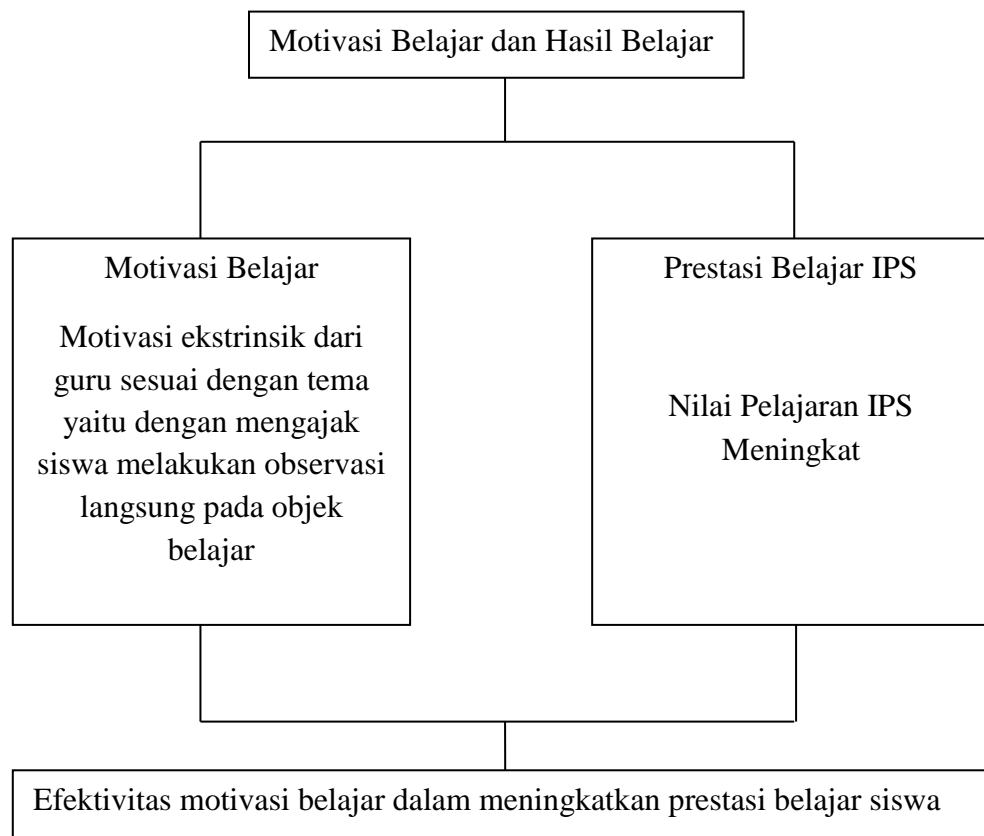 Motivasi Belajar dan Hasil Belajar
Motivasi Belajar
Motivasi ekstrinsik dari
guru sesuai dengan tema
yaitu dengan mengajak
siswa melakukan observasi
langsung pada objek
belajar
Prestasi Belajar IPS
Nilai Pelajaran IPS
Meningkat
Efektivitas motivasi belajar dalam meningkatkan prestasi belajar siswa